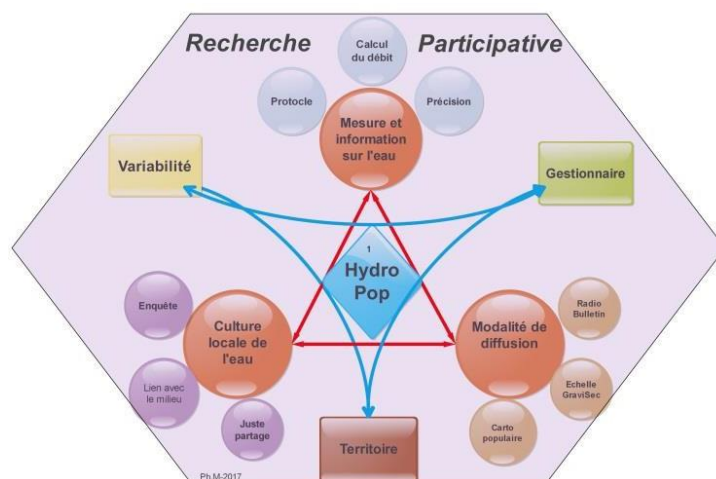 Recherche
Participative
Calcul
du débit
Protocle
Précision
Mesure et
information
sur l'eau
Variabilité
Gestionnaire
1
Hydro
Pop
Enquête
Culture
locale de
l'eau
Lien avec
le milieu
Juste
partage
Modalité de
diffusion
Radio
Bulletin
Echelle
GraviSec
Carto
populaire
Territoire
Ph.M-2017